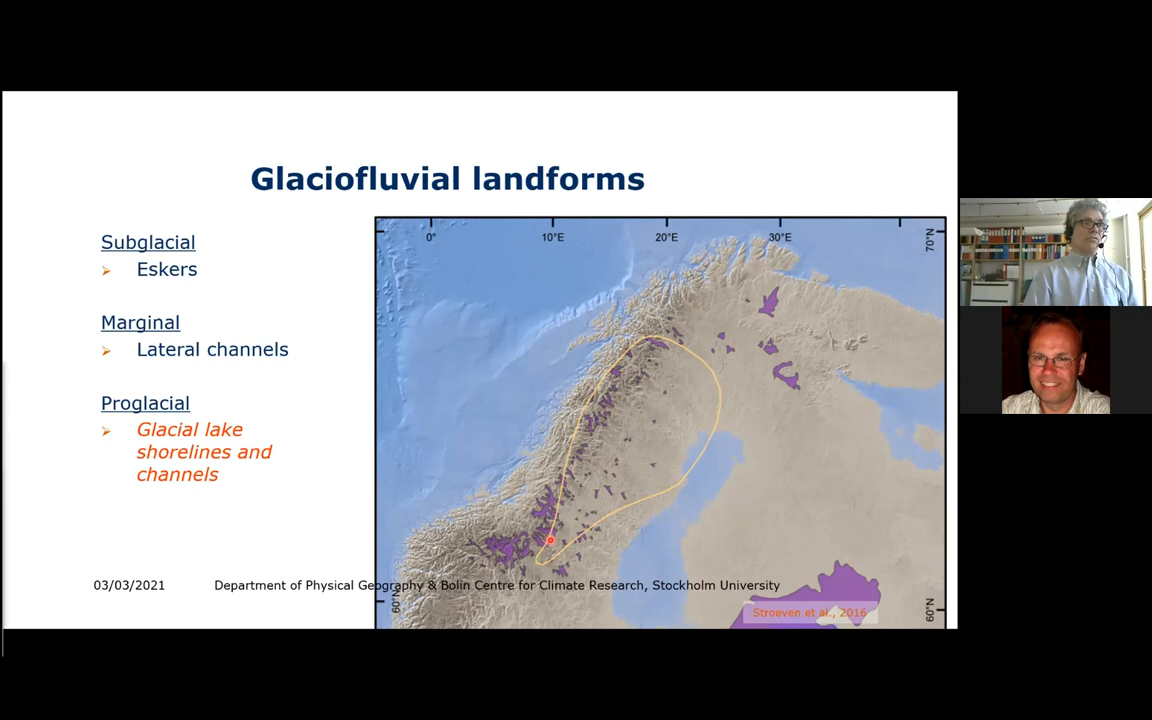 Glaciofluvial landforms
Subglacial
Eskers
Marginal
Lateral channels
Proglacial
Glacial lake
shorelines and
channels
0°
10°E
20°E
30°E
70°N
60°N
60°N
Stroeven et al., 2016
03/03/2021
Department of Physical Geography & Bolin Centre for Climate Research, Stockholm University